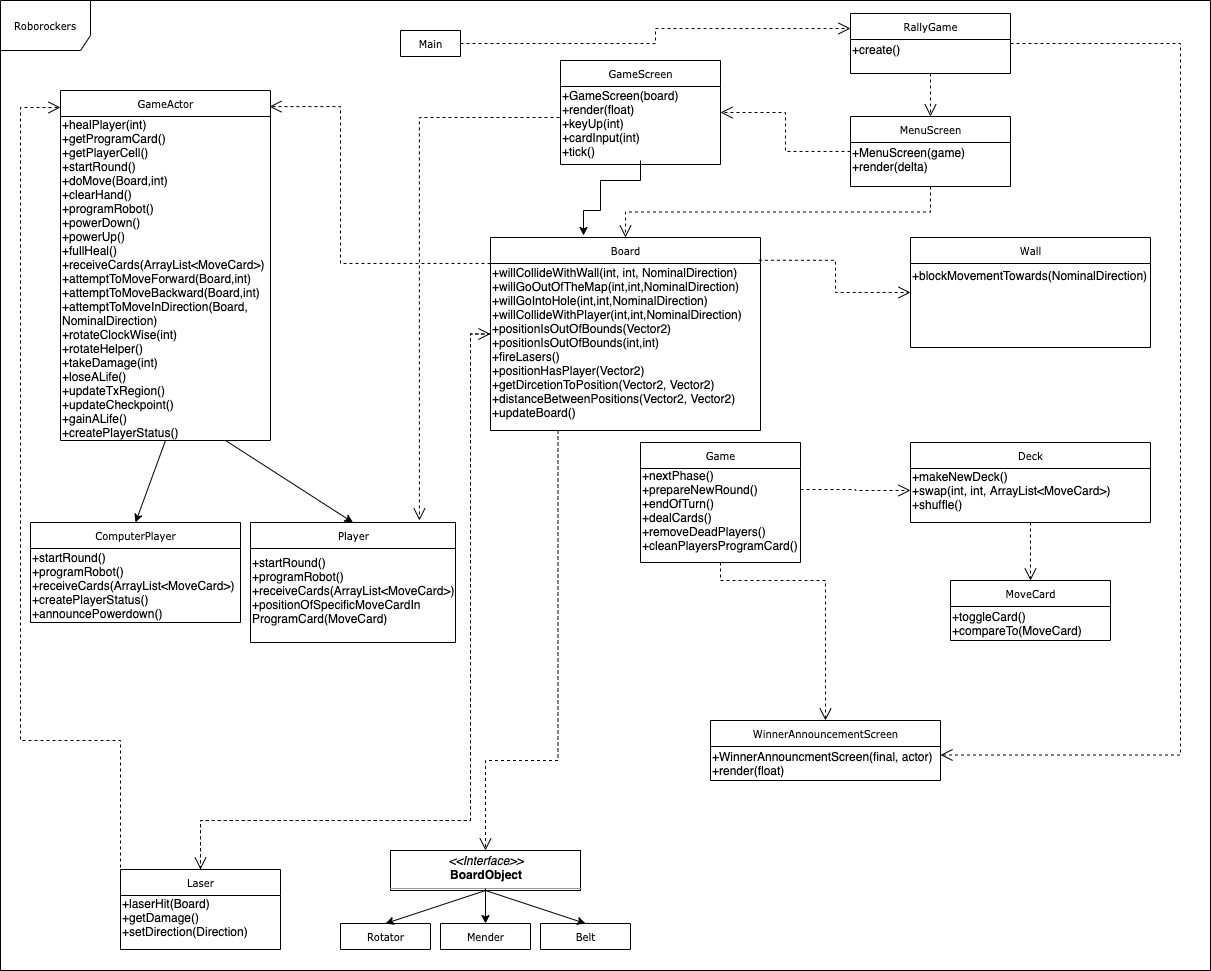 Roborockers
Main
RallyGame
+create()
GameScreen
+GameScreen(board)
+render(float)
+keyUp(int)
+cardInput(int)
+tick()
GameActor
+healPlayer(int)
+getProgramCard()
+getPlayerCell()
+startRound()
+doMove(Board,int)
+clearHand()
+programRobot()
+powerDown()
+powerUp()
+fullHeal()
+receiveCards(ArrayList<MoveCard>)
+attemptToMoveForward(Board,int)
+attemptToMoveBackward(Board,int)
+attemptToMoveInDirection(Board,
NominalDirection)
+rotateClockWise(int)
+rotateHelper()
+takeDamage(int)
+loseALife()
+updateTxRegion()
+updateCheckpoint()
+gainALife()
+createPlayerStatus()
MenuScreen
+MenuScreen(game)
+render(delta)
Board
+willCollideWithWall(int, int, NominalDirection)
+willGoOutOfTheMap(int,int,NominalDirection)
+willGoIntoHole(int,int,NominalDirection)
+willCollideWithPlayer(int,int,NominalDirection)
+positionIsOutOfBounds(Vector2)
+positionIsOutOfBounds(int,int)
+fireLasers()
+positionHasPlayer(Vector2)
+getDircetionToPosition(Vector2, Vector2)
+distanceBetweenPositions(Vector2, Vector2)
+updateBoard()
Wall
+blockMovementTowards(NominalDirection)
Game
+nextPhase()
+prepareNewRound()
+endOfTurn()
+dealCards()
+removeDeadPlayers()
+cleanPlayersProgramCard()
Deck
+makeNewDeck()
+swap(int, int, ArrayList<MoveCard>)
+shuffle()
ComputerPlayer
+startRound()
+programRobot()
+receiveCards(ArrayList<MoveCard>)
+createPlayerStatus()
+announcePowerdown()
Player
+startRound()
+programRobot()
+receiveCards(ArrayList<MoveCard>)
+positionOfSpecificMoveCardIn
ProgramCard(MoveCard)
MoveCard
+toggleCard()
+compareTo(MoveCard)
WinnerAnnouncementScreen
+WinnerAnnouncmentScreen(final, actor)
+render(float)
Laser
+laserHit(Board)
+getDamage()
+setDirection(Direction)
<<Interface>>
BoardObject
Rotator
Mender
Belt